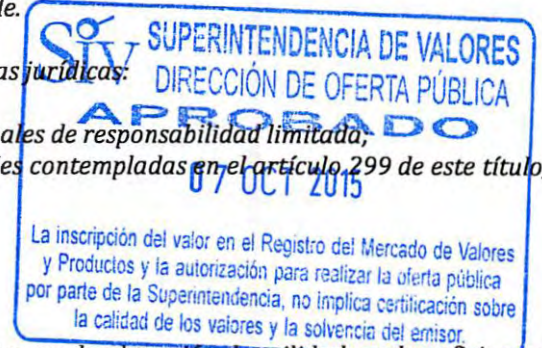 de.
SIV SUPERINTENDENCIA DE VALORES
DIRECCIÓN DE OFERTA PÚBLICA
as jurídicas:
APROBADO
ales de responsabilidad limitada,
es contempladas en el artículo 299 de este título
07 OCT 2015
La inscripción del valor en el Registro del Mercado de Valores
y Productos y la autorización para realizar la oferta pública
por parte de la Superintendencia, no implica certificación sobre
la calidad de los valores y la solvencia del emisor.